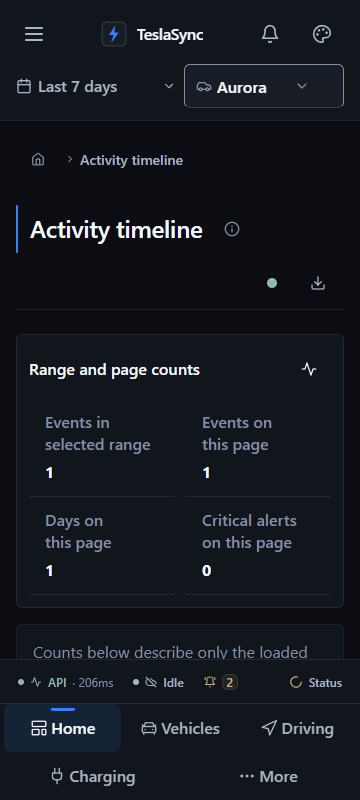 TeslaSync
Last 7 days
Aurora
Activity timeline
Activity timeline
Range and page counts
Events in
selected range
1
Events on
this page
1
Days on
this page
1
Critical alerts
on this page
0
Counts below describe only the loaded
API · 206ms
Idle
2
Status
Home
Vehicles
Driving
Charging
More